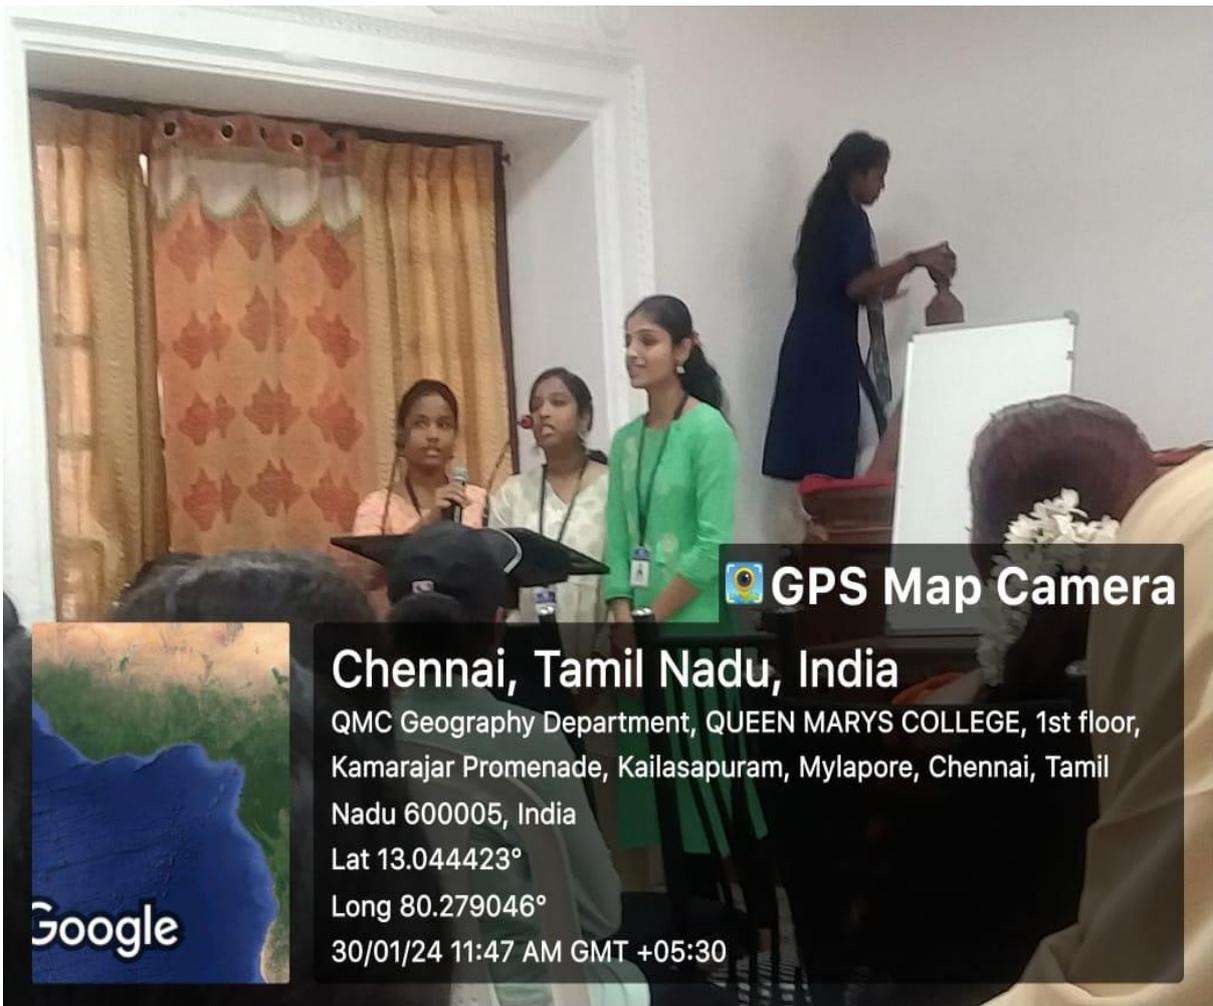 GPS Map Camera
Chennai, Tamil Nadu, India
QMC Geography Department, QUEEN MARYS COLLEGE, 1st floor,
Kamarajar Promenade, Kailasapuram, Mylapore, Chennai, Tamil
Nadu 600005, India
Lat 13.044423°
Long 80.279046°
30/01/24 11:47 AM GMT +05:30
Google